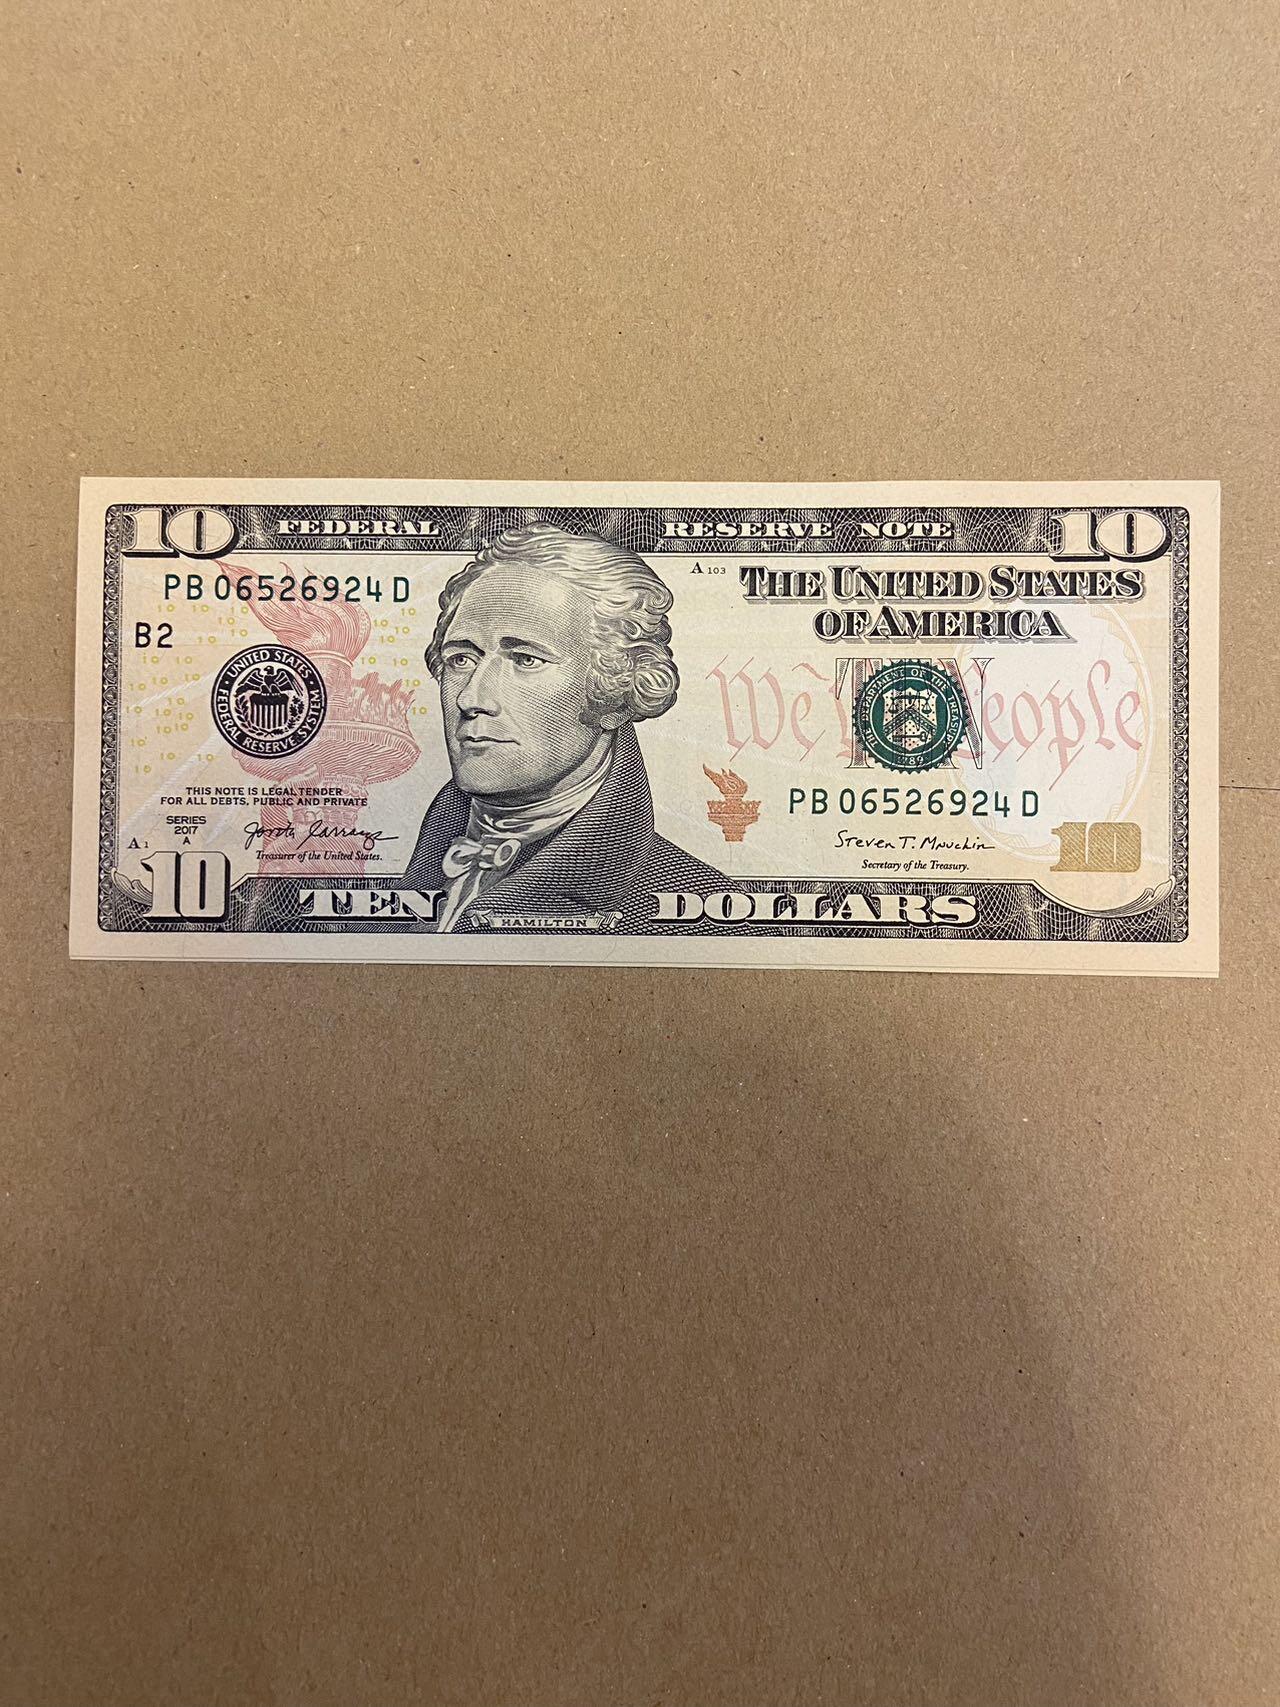 10 FEDERAL RESERVE NOTE 10
PB 06526924 D
A 103
THE UNITED STATES
OF AMERICA
B2
UNITED STATES FEDERAL RESERVE SYSTEM
We The People
TEN
THE DEPARTMENT OF THE TREASURY
1789
THIS NOTE IS LEGAL TENDER
FOR ALL DEBTS, PUBLIC AND PRIVATE
PB 06526924 D
SERIES
2017
A
A 1
Treasurer of the United States.
Steven T. Mnuchin
Secretary of the Treasury.
10
10 TEN HAMILTON DOLLARS